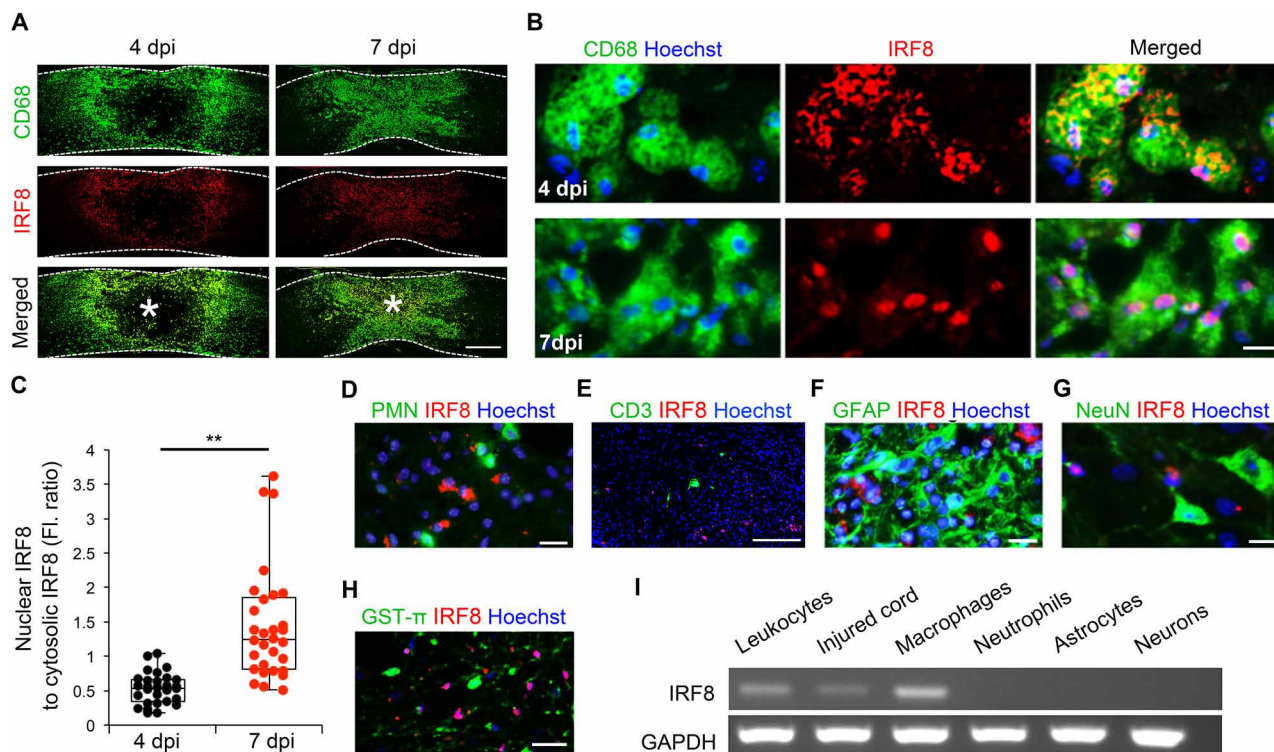 A
4 dpi 7 dpi
CD68
IRF8
Merged
*
*
B
CD68 Hoechst IRF8 Merged
4 dpi
7dpi
C
Nuclear IRF8
to cytosolic IRF8 (Fl. ratio)
**
4
3.5
3
2.5
2
1.5
1
0.5
0
4 dpi 7 dpi
D
PMN IRF8 Hoechst
E
CD3 IRF8 Hoechst
F
GFAP IRF8 Hoechst
G
NeuN IRF8 Hoechst
H
GST-π IRF8 Hoechst
I
Leukocytes
Injured cord
Macrophages
Neutrophils
Astrocytes
Neurons
IRF8
GAPDH